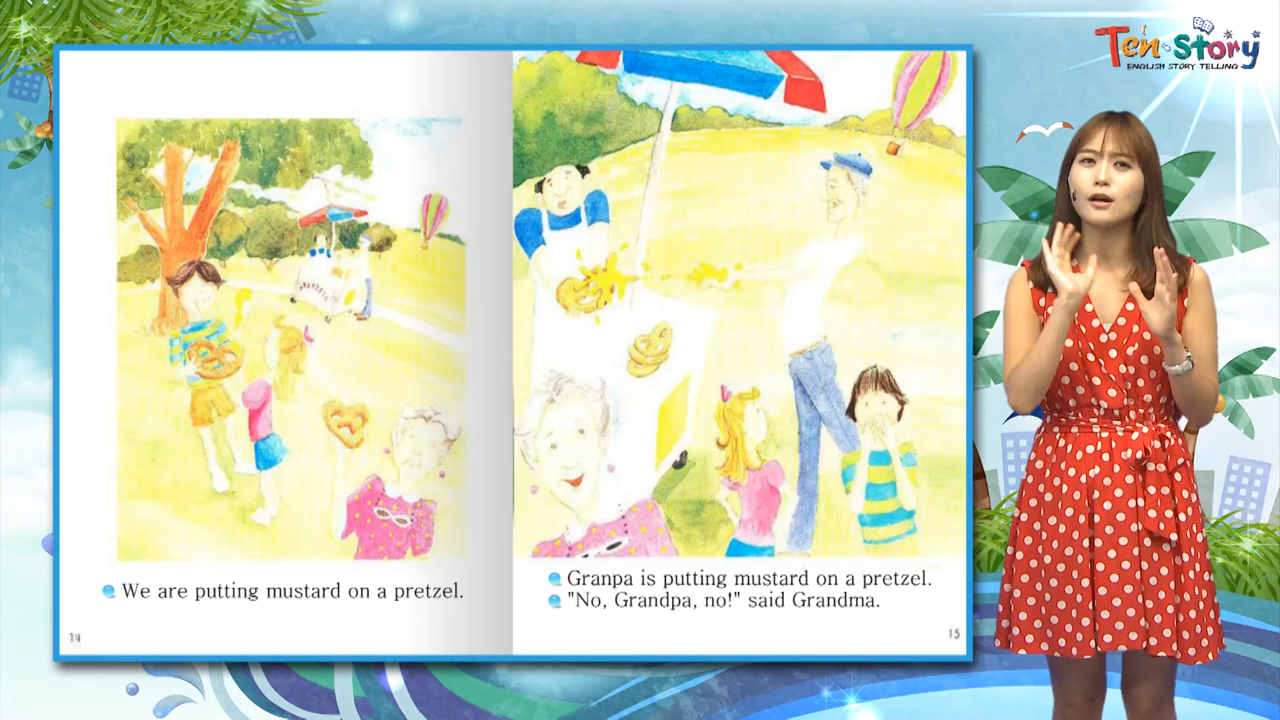 Ten Story
ENGLISH STORY TELLING
We are putting mustard on a pretzel.
14
Granpa is putting mustard on a pretzel.
"No, Grandpa, no!" said Grandma.
15